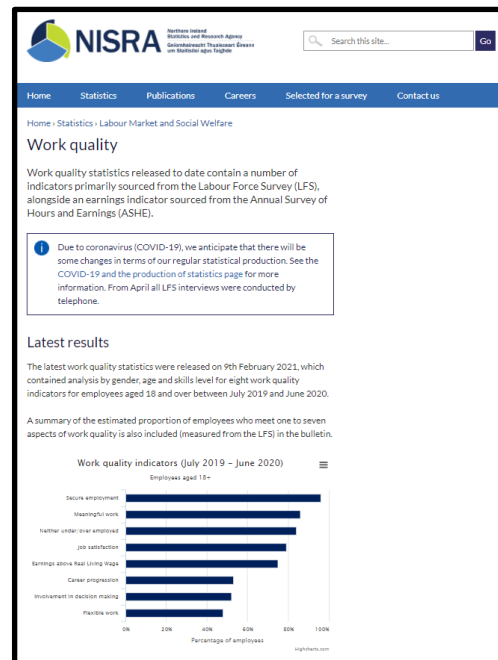 NISRA
Northern Ireland
Statistics and Research Agency
Gníomhaireacht Thuaisceart Éireann
um Staitisticí agus Taighde
Search this site...
Go
Home
Statistics
Publications
Careers
Selected for a survey
Contact us
Home › Statistics › Labour Market and Social Welfare
Work quality
Work quality statistics released to date contain a number of
indicators primarily sourced from the Labour Force Survey (LFS),
alongside an earnings indicator sourced from the Annual Survey of
Hours and Earnings (ASHE).
Due to coronavirus (COVID-19), we anticipate that there will be
some changes in terms of our regular statistical production. See the
COVID-19 and the production of statistics page for more
information. From April all LFS interviews were conducted by
telephone.
Latest results
The latest work quality statistics were released on 9th February 2021, which
contained analysis by gender, age and skills level for eight work quality
indicators for employees aged 18 and over between July 2019 and June 2020.
A summary of the estimated proportion of employees who meet one to seven
aspects of work quality is also included (measured from the LFS) in the bulletin.
Work quality indicators (July 2019 – June 2020)
Employees aged 18+
Secure employment
Meaningful work
Neither under/over employed
Job satisfaction
Earnings above Real Living Wage
Career progression
Involvement in decision making
Flexible work
0% 20% 40% 60% 80% 100%
Percentage of employees
Highcharts.com